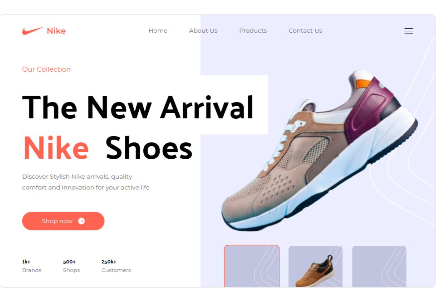 Nike
Home About Us Products Contact Us
Our Collection
The New Arrival
Nike Shoes
Discover Stylish Nike arrivals, quality
comfort and innovation for your active life
Shop now
1k+ 500+ 250k+
Brands Shops Customers